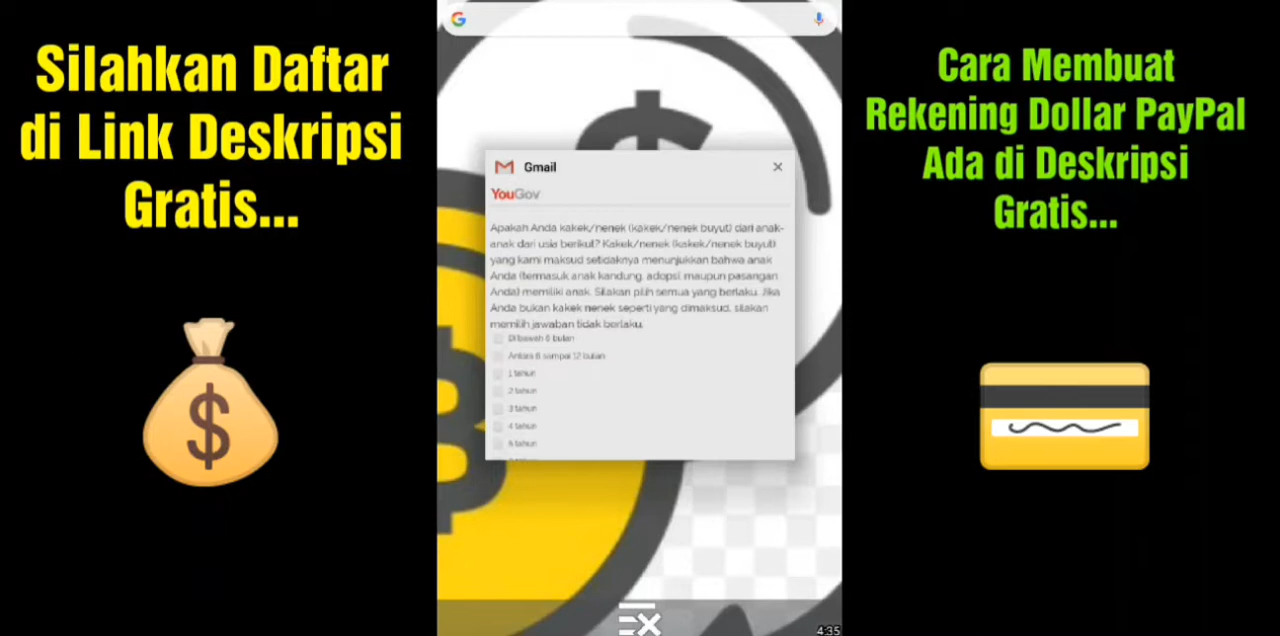 Silahkan Daftar
di Link Deskripsi
Gratis...
Gmail
YouGov
Apakah Anda kakek/nenek (kakek/nenek buyut) dari anak-
anak dari usia berikut? Kakek/nenek (kakek/nenek buyut)
yang kami maksud setidaknya menunjukkan bahwa anak
Anda (termasuk anak kandung, adopsi, maupun pasangan
Anda) memiliki anak. Silakan pilih semua yang berlaku. Jika
Anda bukan kakek nenek seperti yang dimaksud, silakan
memilih jawaban tidak berlaku.
Di bawah 6 bulan
Antara 6 sampai 12 bulan
1 tahun
2 tahun
3 tahun
4 tahun
5 tahun
4:35
Cara Membuat
Rekening Dollar PayPal
Ada di Deskripsi
Gratis...